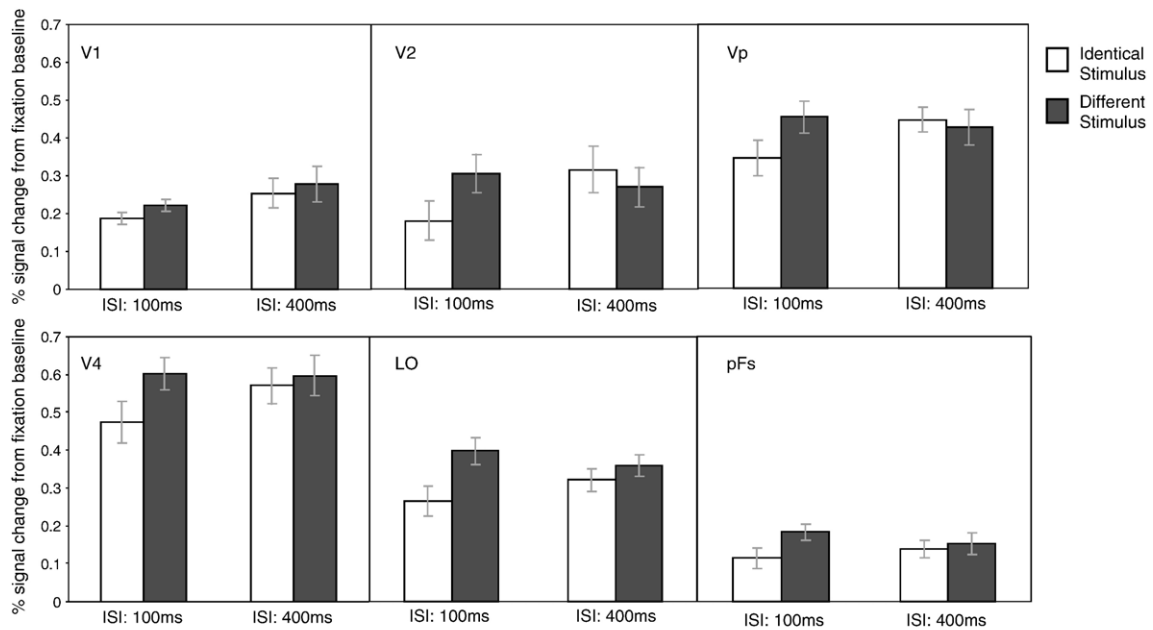 % signal change from fixation baseline
0.7
0.6
0.5
0.4
0.3
0.2
0.1
0
V1
ISI: 100ms
ISI: 400ms
V2
ISI: 100ms
ISI: 400ms
Vp
ISI: 100ms
ISI: 400ms
Identical
Stimulus
Different
Stimulus
% signal change from fixation baseline
0.7
0.6
0.5
0.4
0.3
0.2
0.1
0
V4
ISI: 100ms
ISI: 400ms
LO
ISI: 100ms
ISI: 400ms
pFs
ISI: 100ms
ISI: 400ms